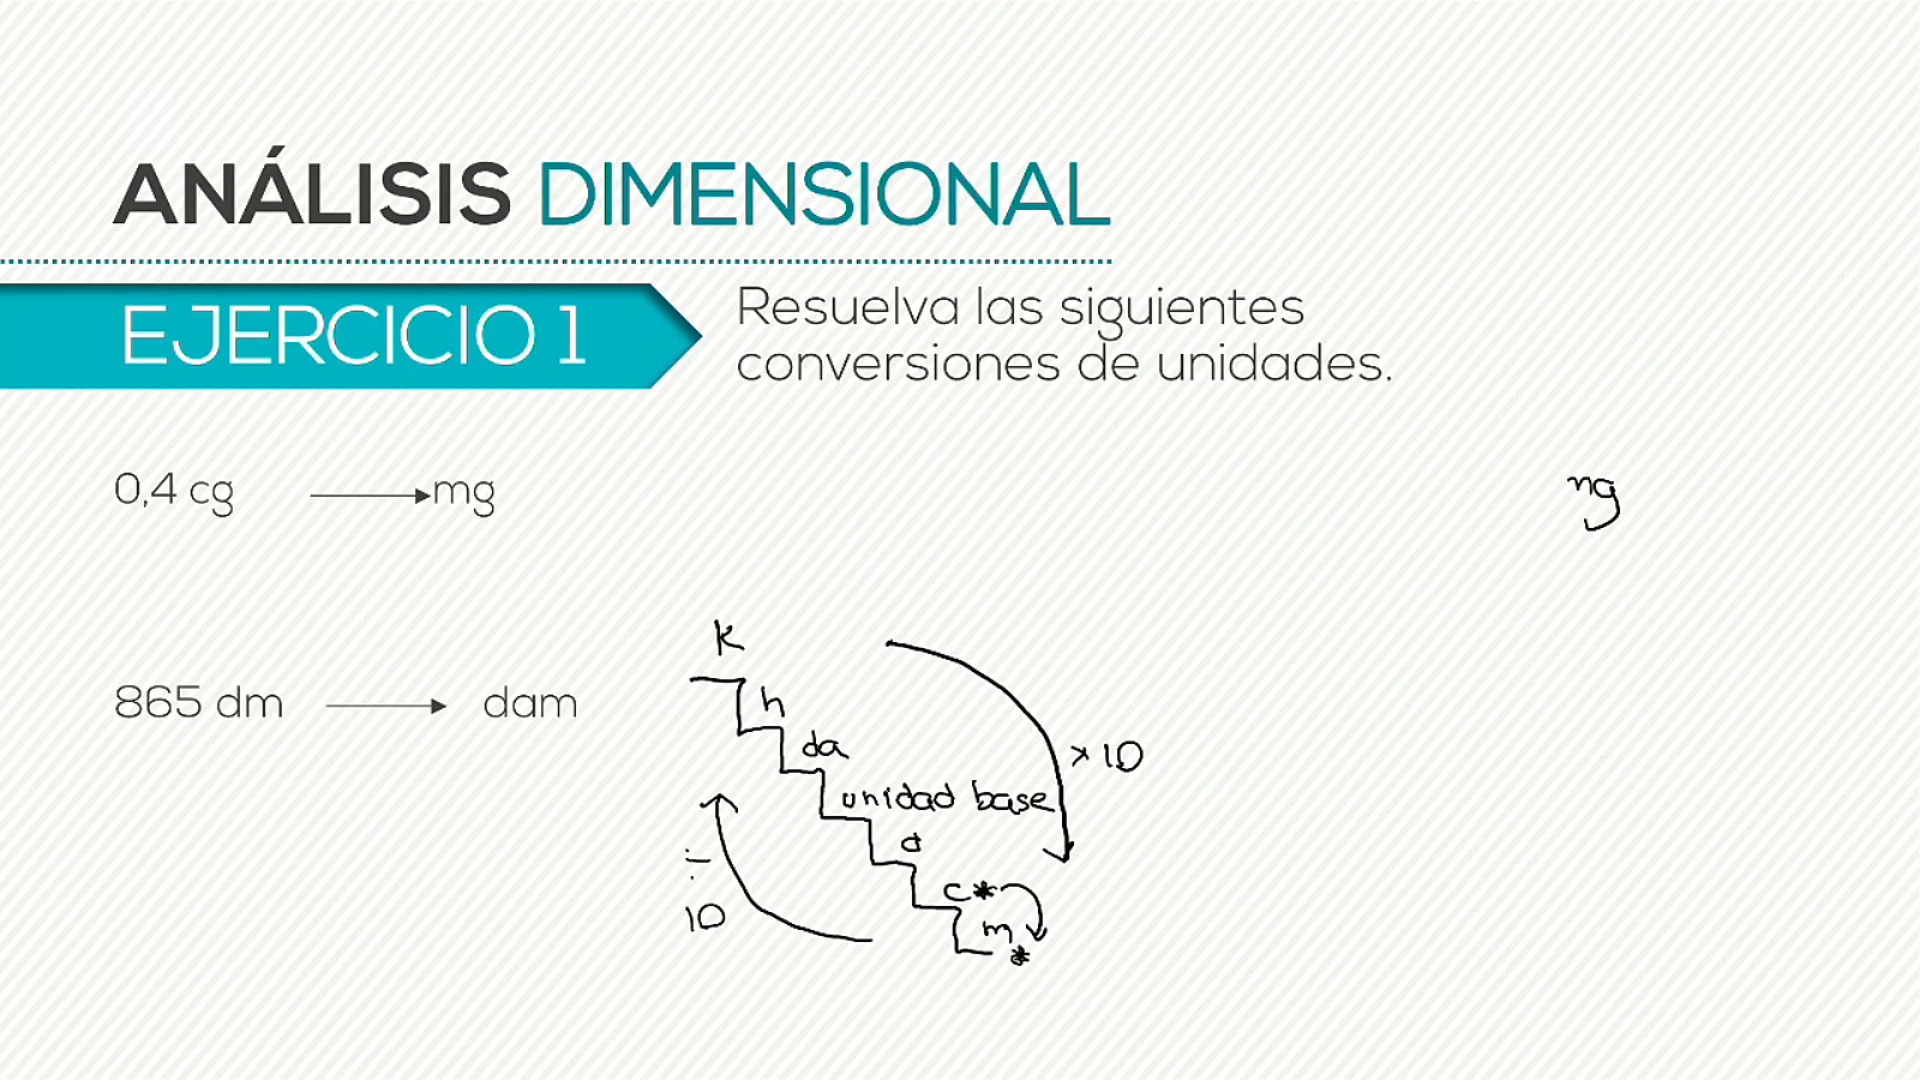 ANÁLISIS DIMENSIONAL
EJERCICIO 1
Resuelva las siguientes
conversiones de unidades.
0,4 cg → mg
mg
865 dm → dam
K
h
da
unidad base
d
c*
m
*
x 10
÷
10